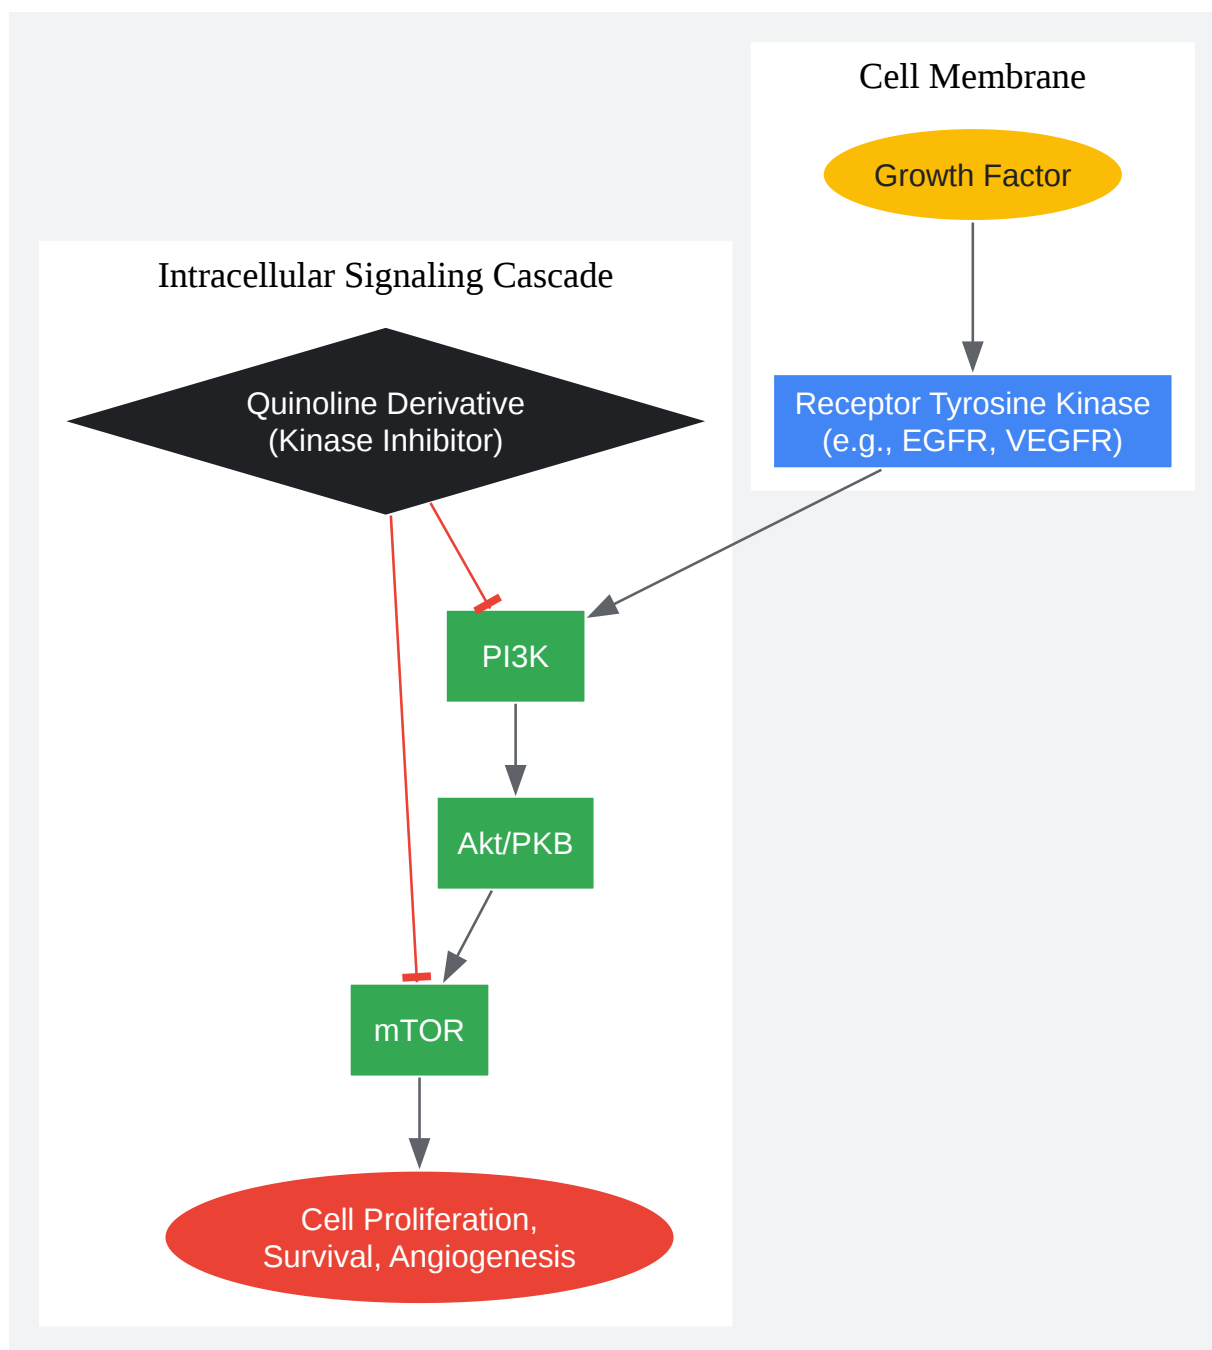 Cell Membrane
Growth Factor
Receptor Tyrosine Kinase
(e.g., EGFR, VEGFR)
Intracellular Signaling Cascade
Quinoline Derivative
(Kinase Inhibitor)
PI3K
Akt/PKB
mTOR
Cell Proliferation,
Survival, Angiogenesis